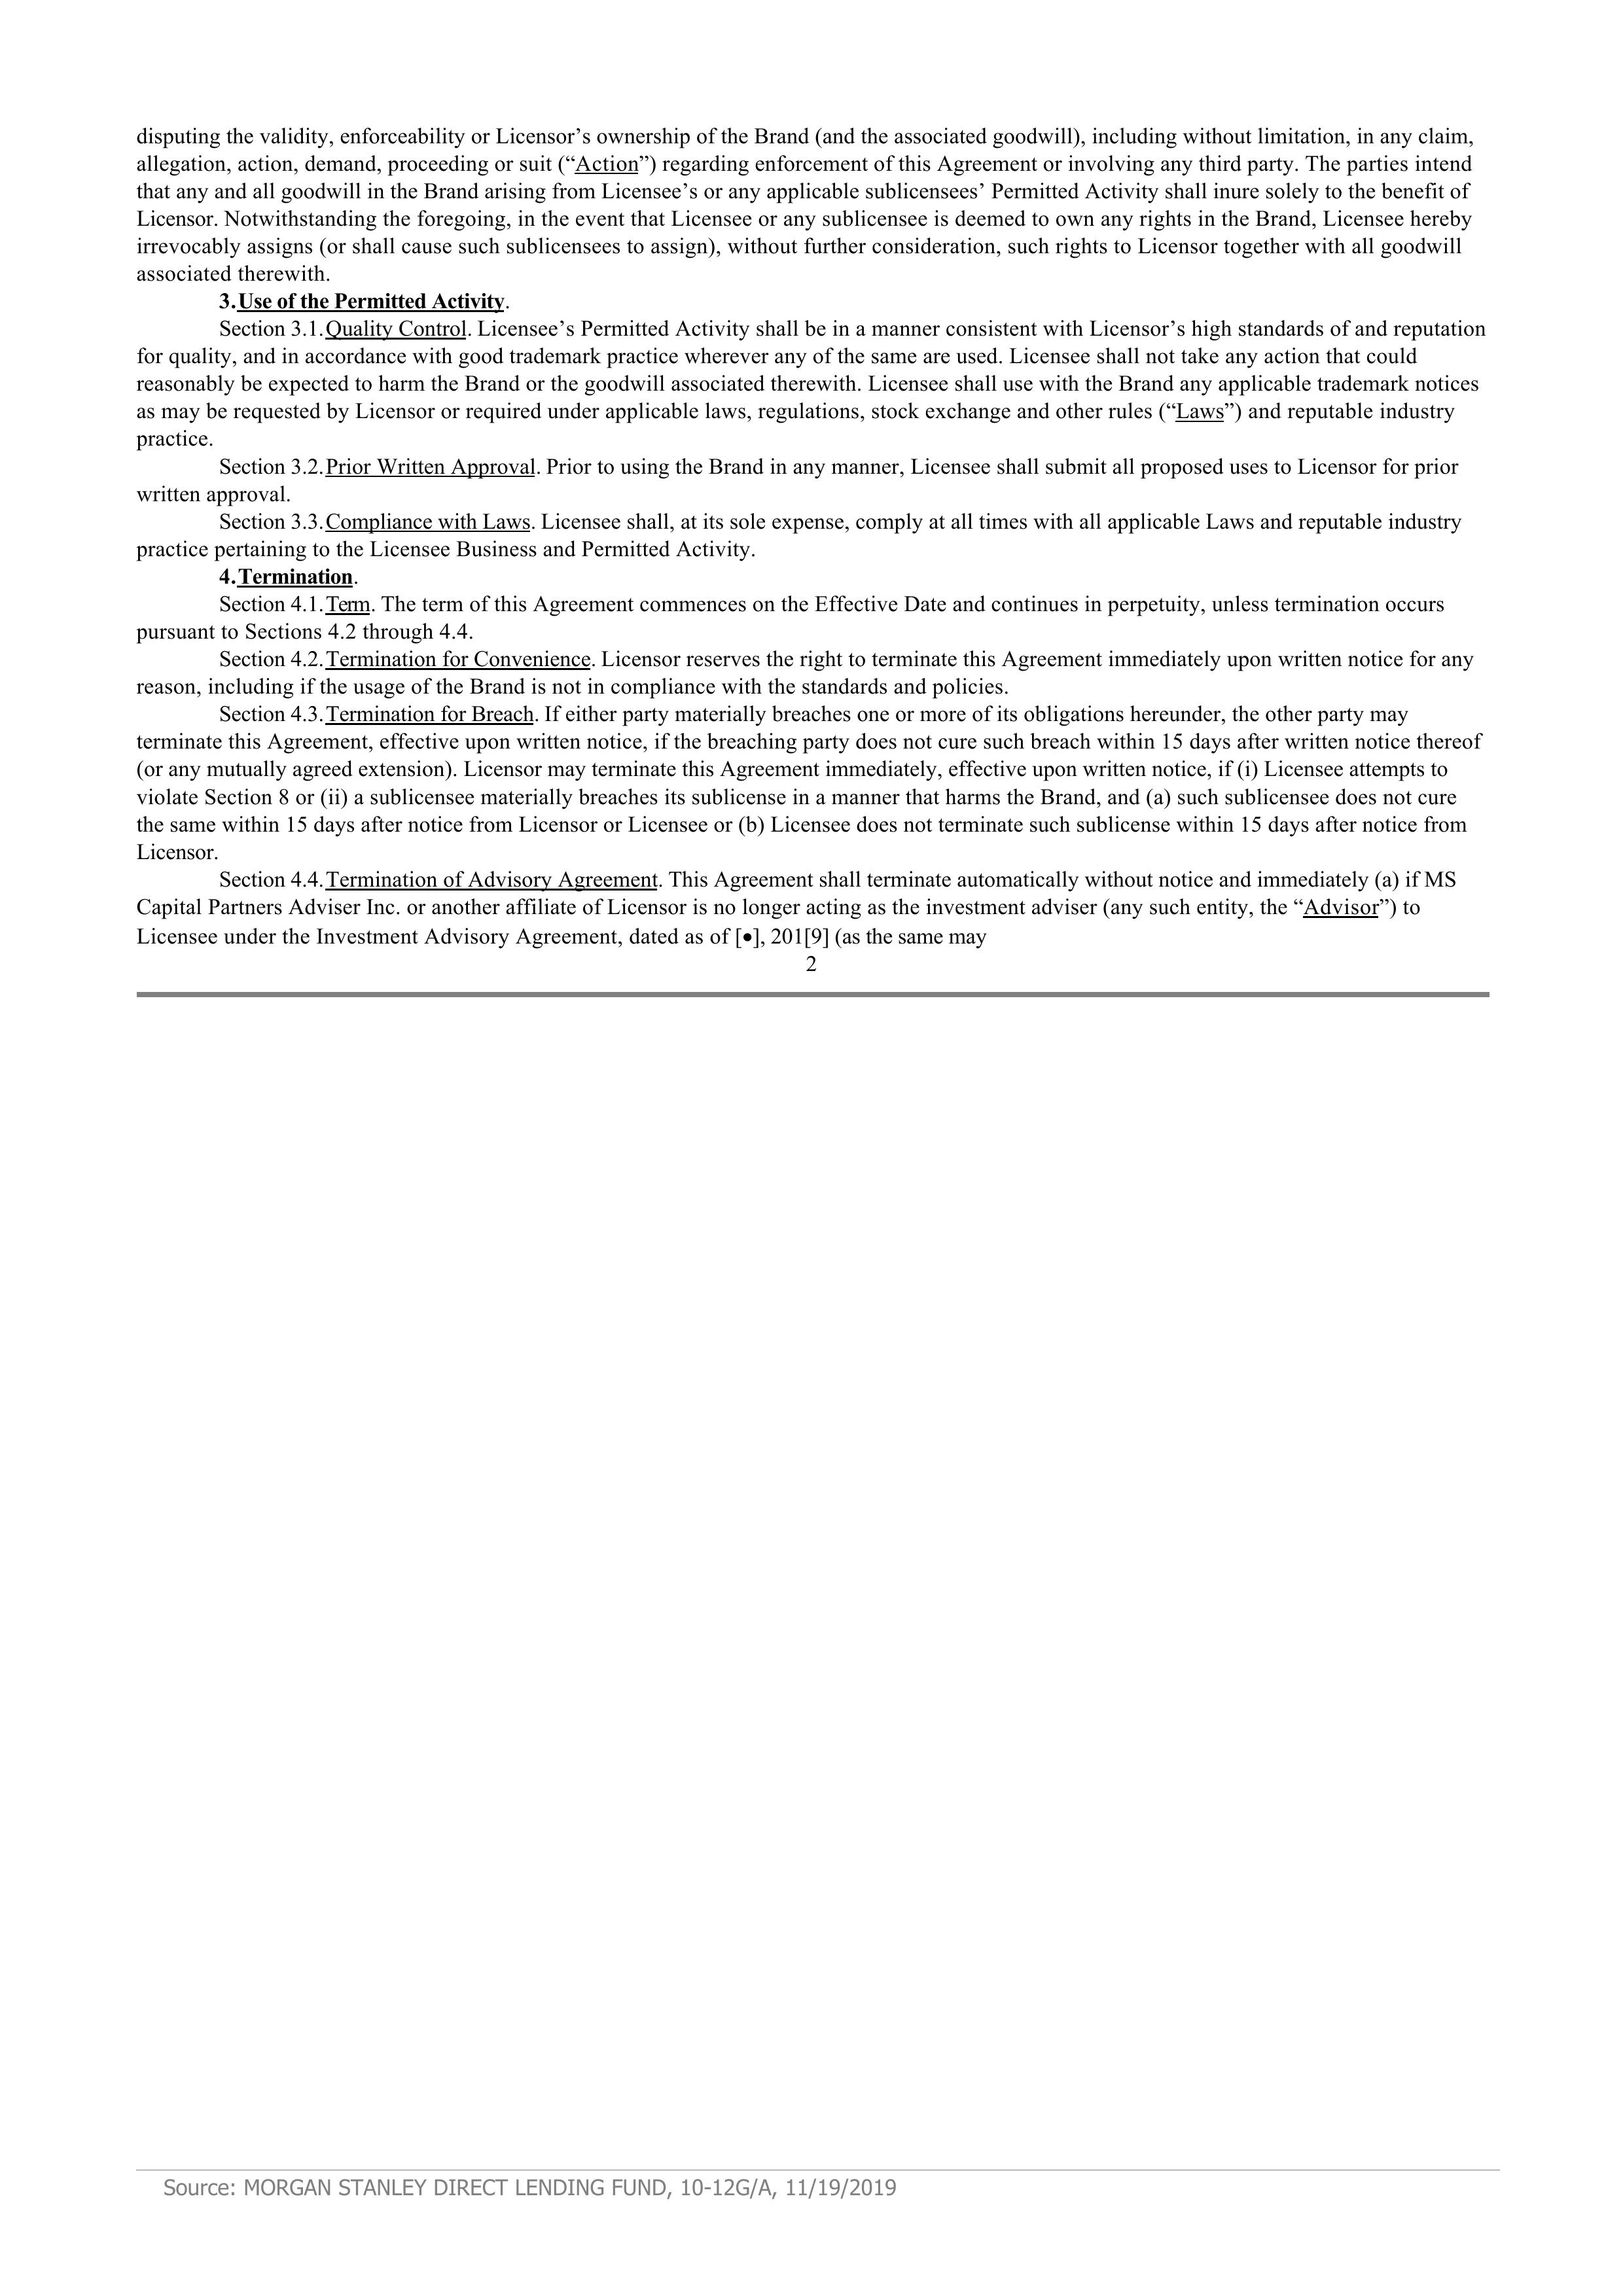 disputing the validity, enforceability or Licensor’s ownership of the Brand (and the associated goodwill), including without limitation, in any claim,
allegation, action, demand, proceeding or suit (“Action”) regarding enforcement of this Agreement or involving any third party. The parties intend
that any and all goodwill in the Brand arising from Licensee’s or any applicable sublicensees’ Permitted Activity shall inure solely to the benefit of
Licensor. Notwithstanding the foregoing, in the event that Licensee or any sublicensee is deemed to own any rights in the Brand, Licensee hereby
irrevocably assigns (or shall cause such sublicensees to assign), without further consideration, such rights to Licensor together with all goodwill
associated therewith.
3.Use of the Permitted Activity.
Section 3.1.Quality Control. Licensee’s Permitted Activity shall be in a manner consistent with Licensor’s high standards of and reputation
for quality, and in accordance with good trademark practice wherever any of the same are used. Licensee shall not take any action that could
reasonably be expected to harm the Brand or the goodwill associated therewith. Licensee shall use with the Brand any applicable trademark notices
as may be requested by Licensor or required under applicable laws, regulations, stock exchange and other rules (“Laws”) and reputable industry
practice.
Section 3.2.Prior Written Approval. Prior to using the Brand in any manner, Licensee shall submit all proposed uses to Licensor for prior
written approval.
Section 3.3.Compliance with Laws. Licensee shall, at its sole expense, comply at all times with all applicable Laws and reputable industry
practice pertaining to the Licensee Business and Permitted Activity.
4.Termination.
Section 4.1.Term. The term of this Agreement commences on the Effective Date and continues in perpetuity, unless termination occurs
pursuant to Sections 4.2 through 4.4.
Section 4.2.Termination for Convenience. Licensor reserves the right to terminate this Agreement immediately upon written notice for any
reason, including if the usage of the Brand is not in compliance with the standards and policies.
Section 4.3.Termination for Breach. If either party materially breaches one or more of its obligations hereunder, the other party may
terminate this Agreement, effective upon written notice, if the breaching party does not cure such breach within 15 days after written notice thereof
(or any mutually agreed extension). Licensor may terminate this Agreement immediately, effective upon written notice, if (i) Licensee attempts to
violate Section 8 or (ii) a sublicensee materially breaches its sublicense in a manner that harms the Brand, and (a) such sublicensee does not cure
the same within 15 days after notice from Licensor or Licensee or (b) Licensee does not terminate such sublicense within 15 days after notice from
Licensor.
Section 4.4.Termination of Advisory Agreement. This Agreement shall terminate automatically without notice and immediately (a) if MS
Capital Partners Adviser Inc. or another affiliate of Licensor is no longer acting as the investment adviser (any such entity, the “Advisor”) to
Licensee under the Investment Advisory Agreement, dated as of [●], 201[9] (as the same may
2
Source: MORGAN STANLEY DIRECT LENDING FUND, 10-12G/A, 11/19/2019